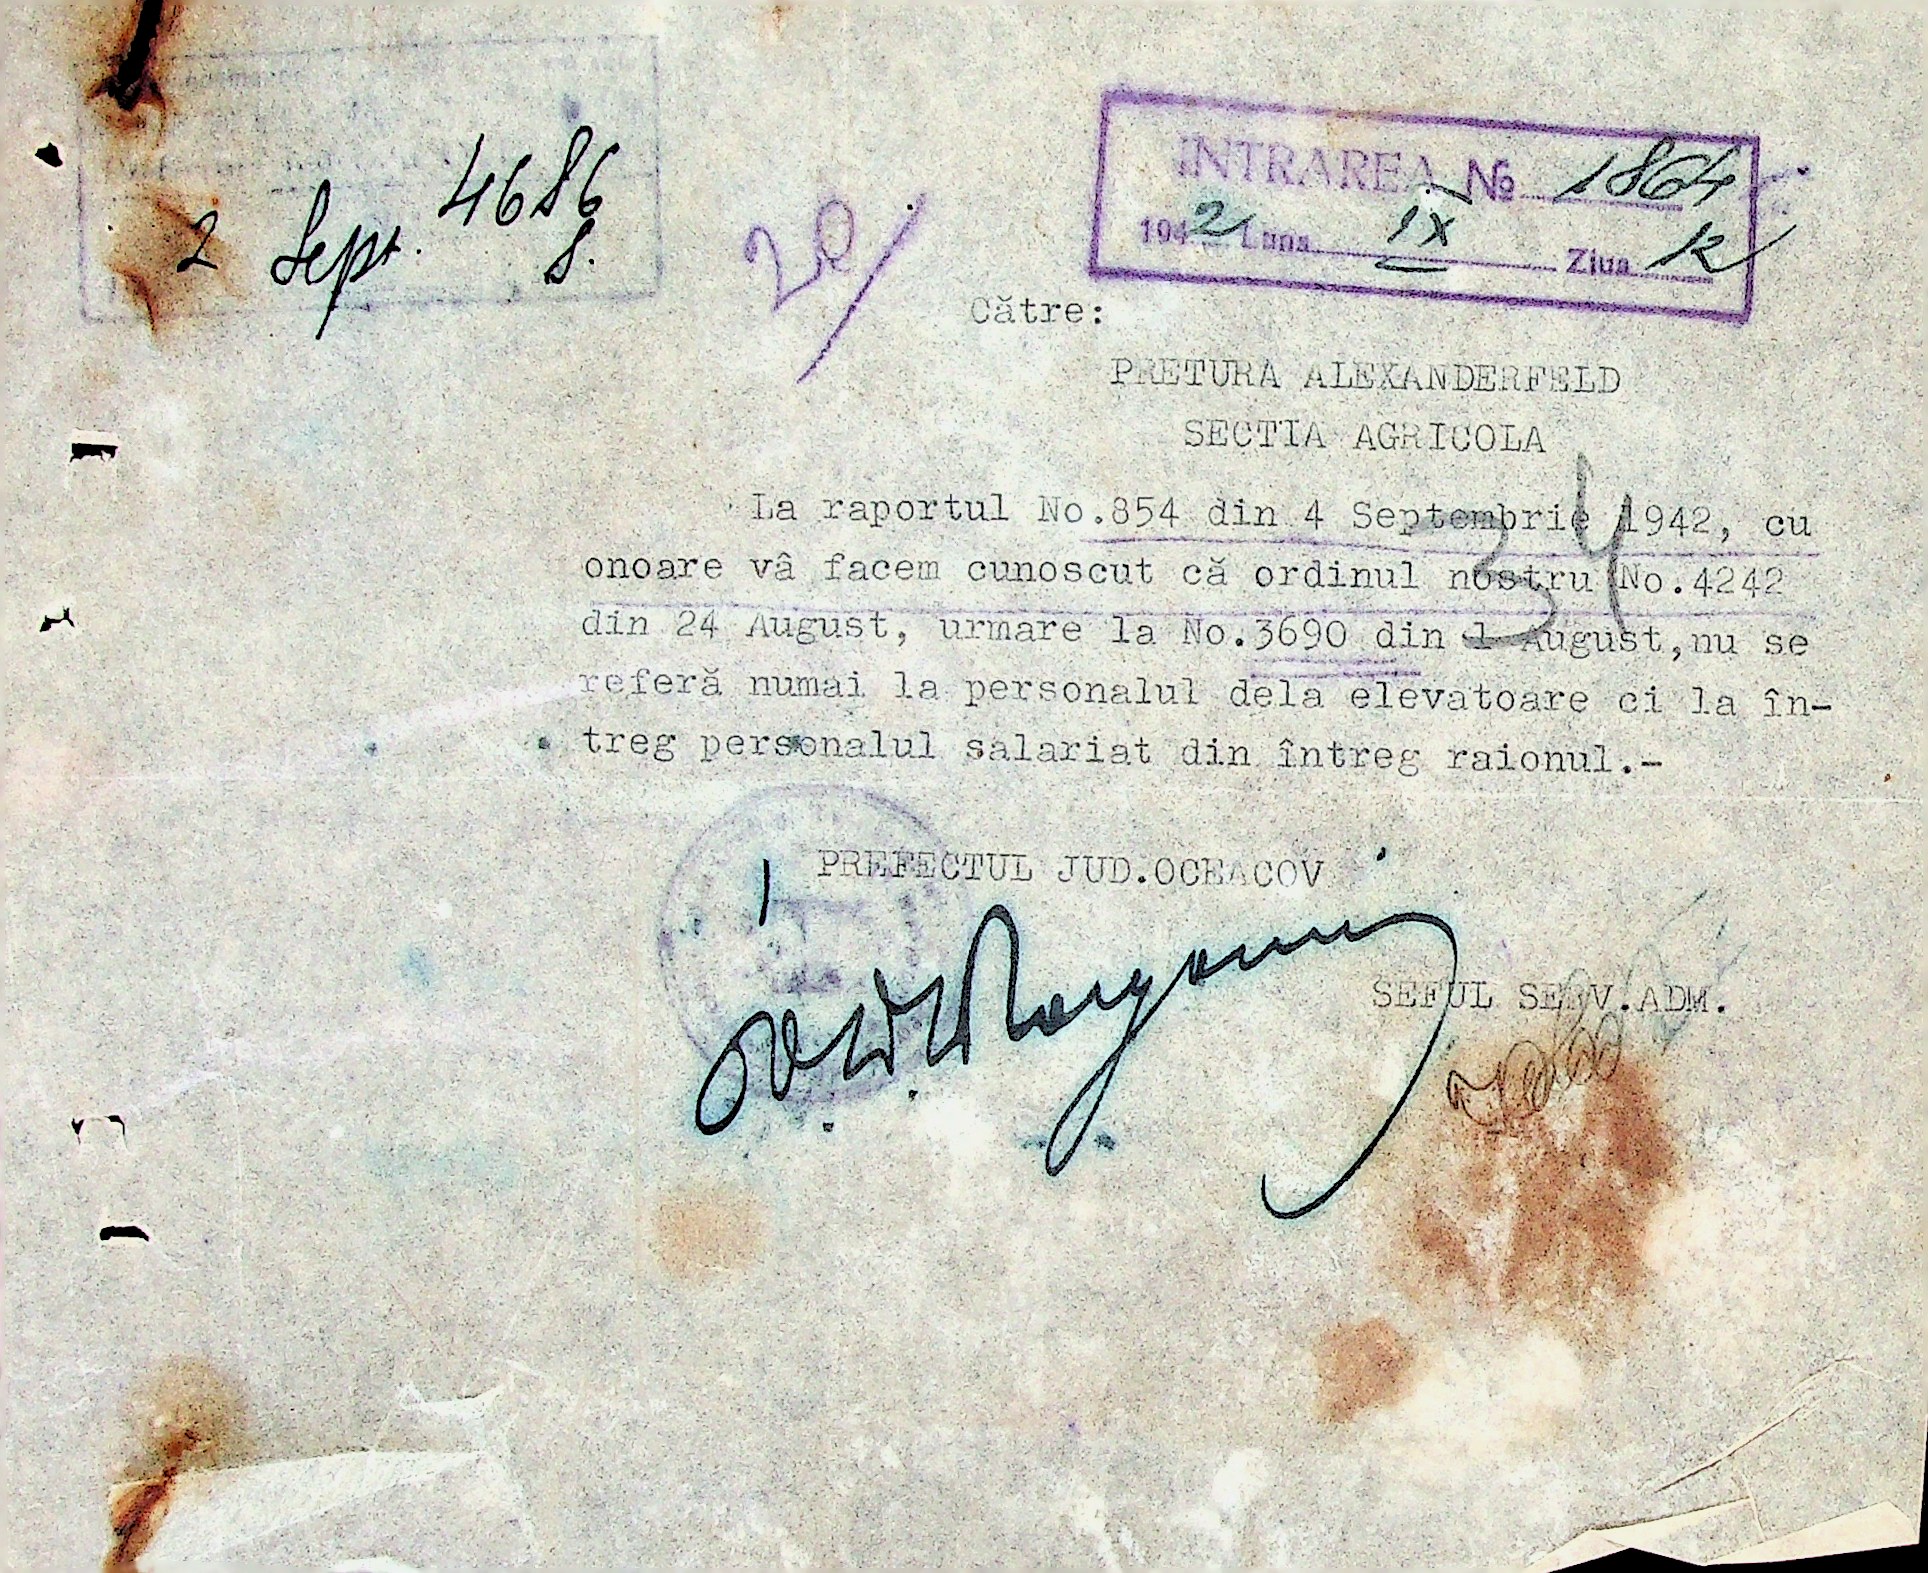 4686
2 Sept. S.
20/
INTRAREA № 1864
1942 Luna IX Ziua 12
Către:
PRETURA ALEXANDERFELD
SECTIA AGRICOLA
34
La raportul No.854 din 4 Septembrie 1942, cu
onoare vâ facem cunoscut că ordinul nostru No.4242
din 24 August, urmare la No.3690 din 1 August,nu se
referă numai la personalul dela elevatoare ci la în-
treg personalul salariat din întreg raionul.-
PREFECTUL JUD.OCEACOV
SEFUL SERV.ADM.